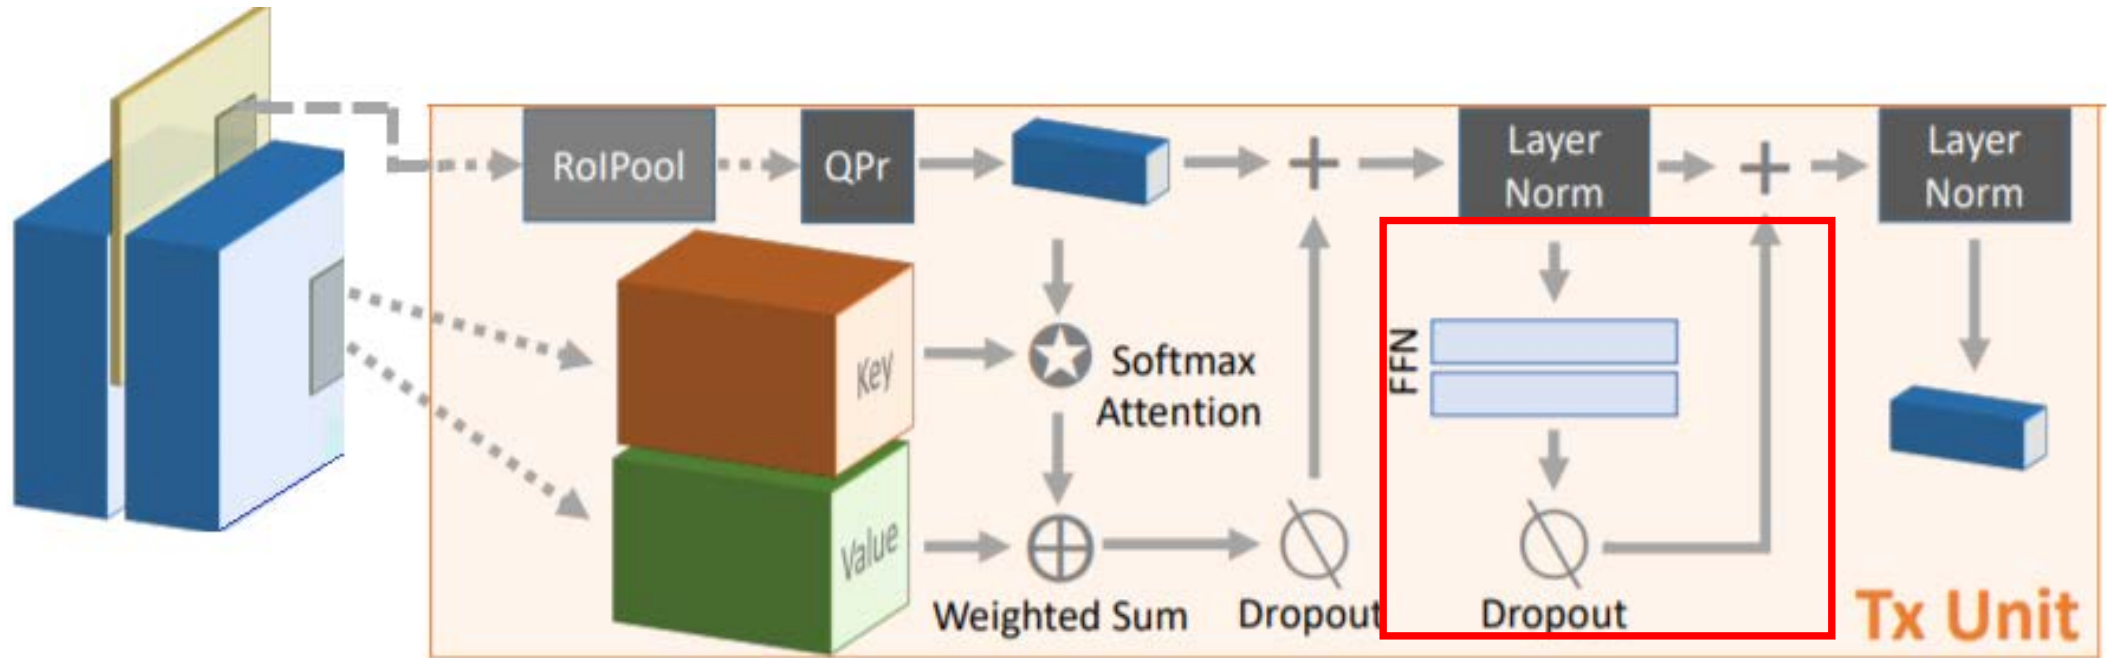 RoIPool
QPr
Layer
Norm
Layer
Norm
Key
Softmax
Attention
FFN
Value
Weighted Sum
Dropout
Dropout
Tx Unit